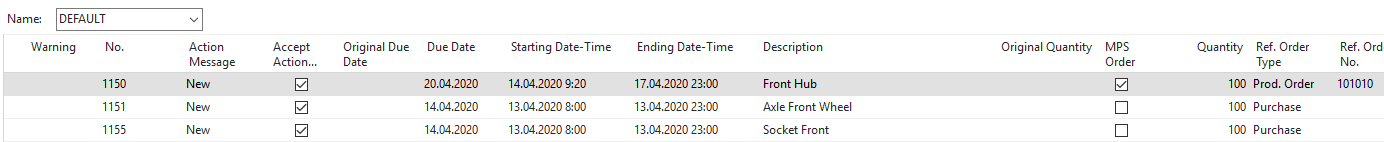 Name: DEFAULT
Warning No. Action Message Accept Action... Original Due Date Due Date Starting Date-Time Ending Date-Time Description Original Quantity MPS Order Quantity Ref. Order Type Ref. Ord No.
1150 New 20.04.2020 14.04.2020 9:20 17.04.2020 23:00 Front Hub 100 Prod. Order 101010
1151 New 14.04.2020 13.04.2020 8:00 13.04.2020 23:00 Axle Front Wheel 100 Purchase
1155 New 14.04.2020 13.04.2020 8:00 13.04.2020 23:00 Socket Front 100 Purchase